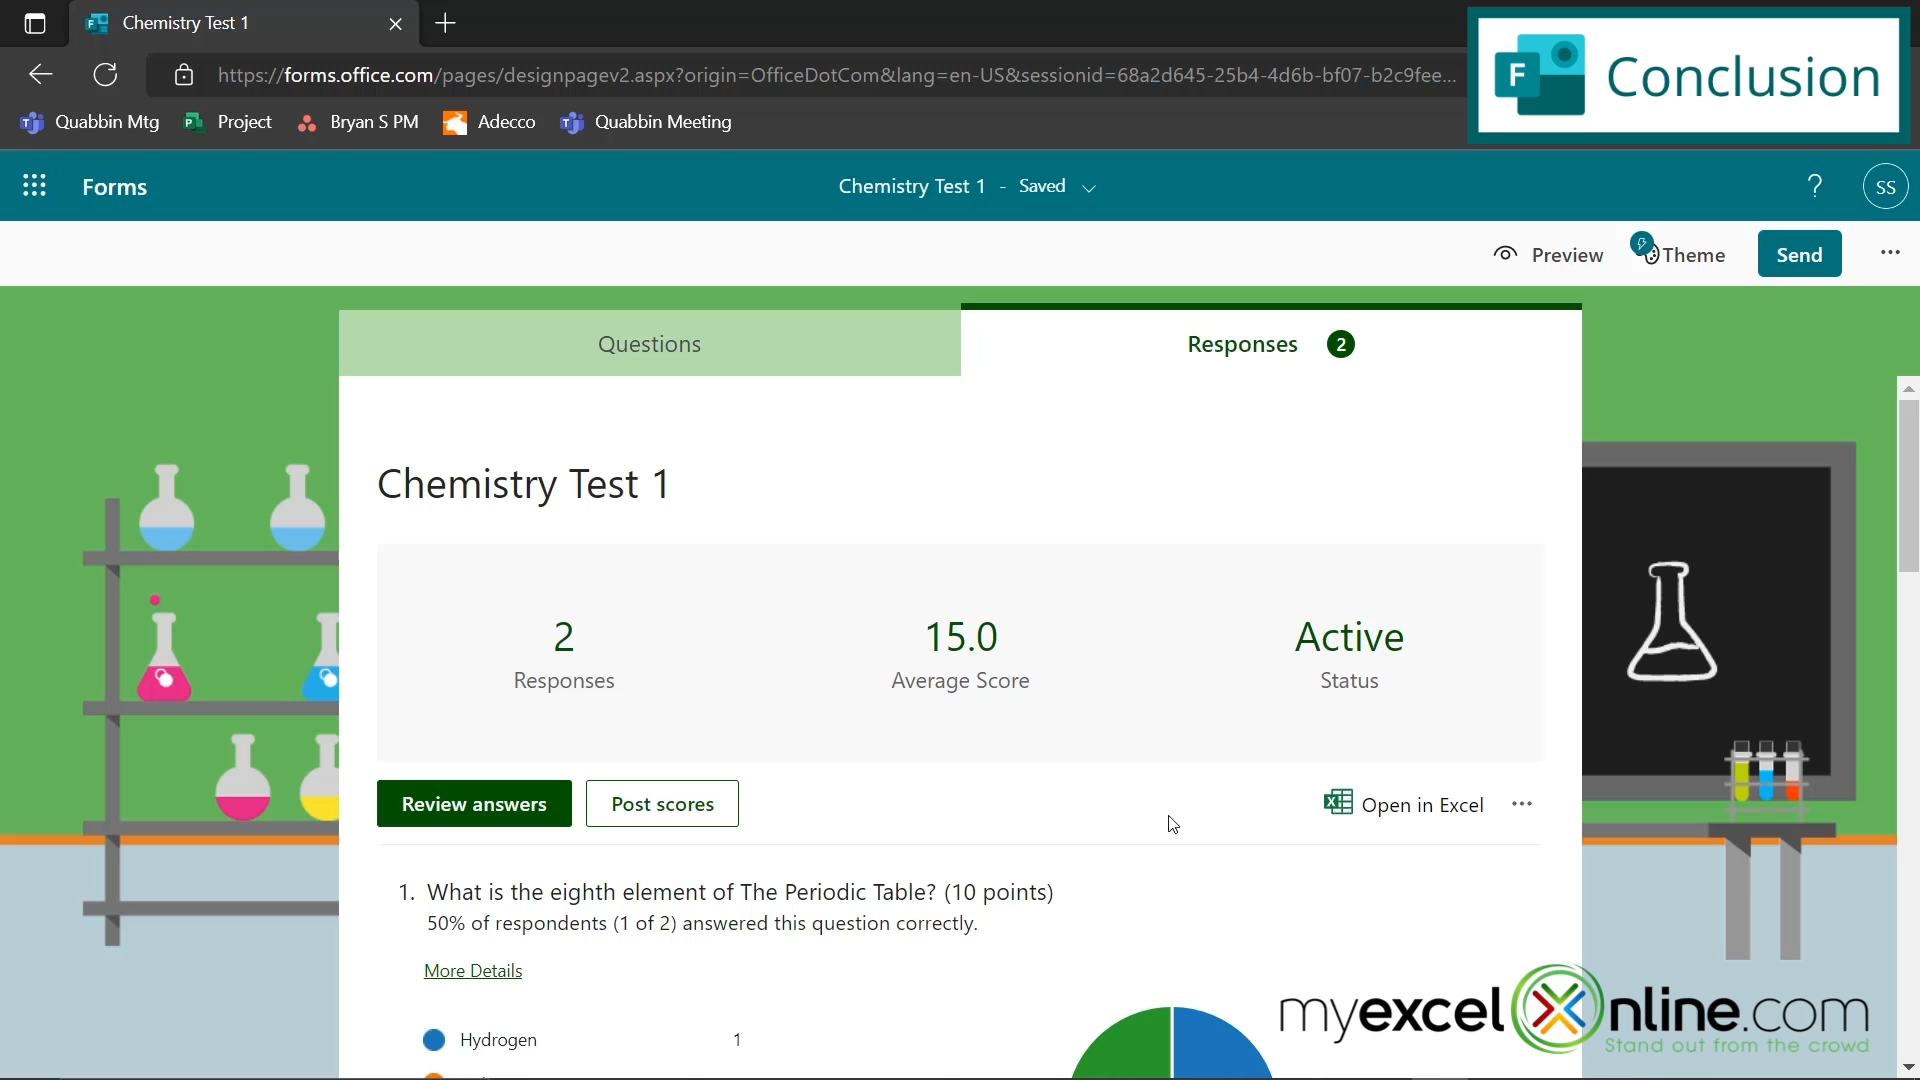 Chemistry Test 1
https://forms.office.com/pages/designpagev2.aspx?origin=OfficeDotCom&lang=en-US&sessionid=68a2d645-25b4-4d6b-bf07-b2c9fee...
F Conclusion
Quabbin Mtg Project Bryan S PM Adecco Quabbin Meeting
Forms Chemistry Test 1 - Saved ? SS
Preview Theme Send ...
Questions Responses 2
Chemistry Test 1
2 15.0 Active
Responses Average Score Status
Review answers Post scores Open in Excel ...
1. What is the eighth element of The Periodic Table? (10 points)
50% of respondents (1 of 2) answered this question correctly.
More Details
Hydrogen 1
myexcelOnline.com
Stand out from the crowd